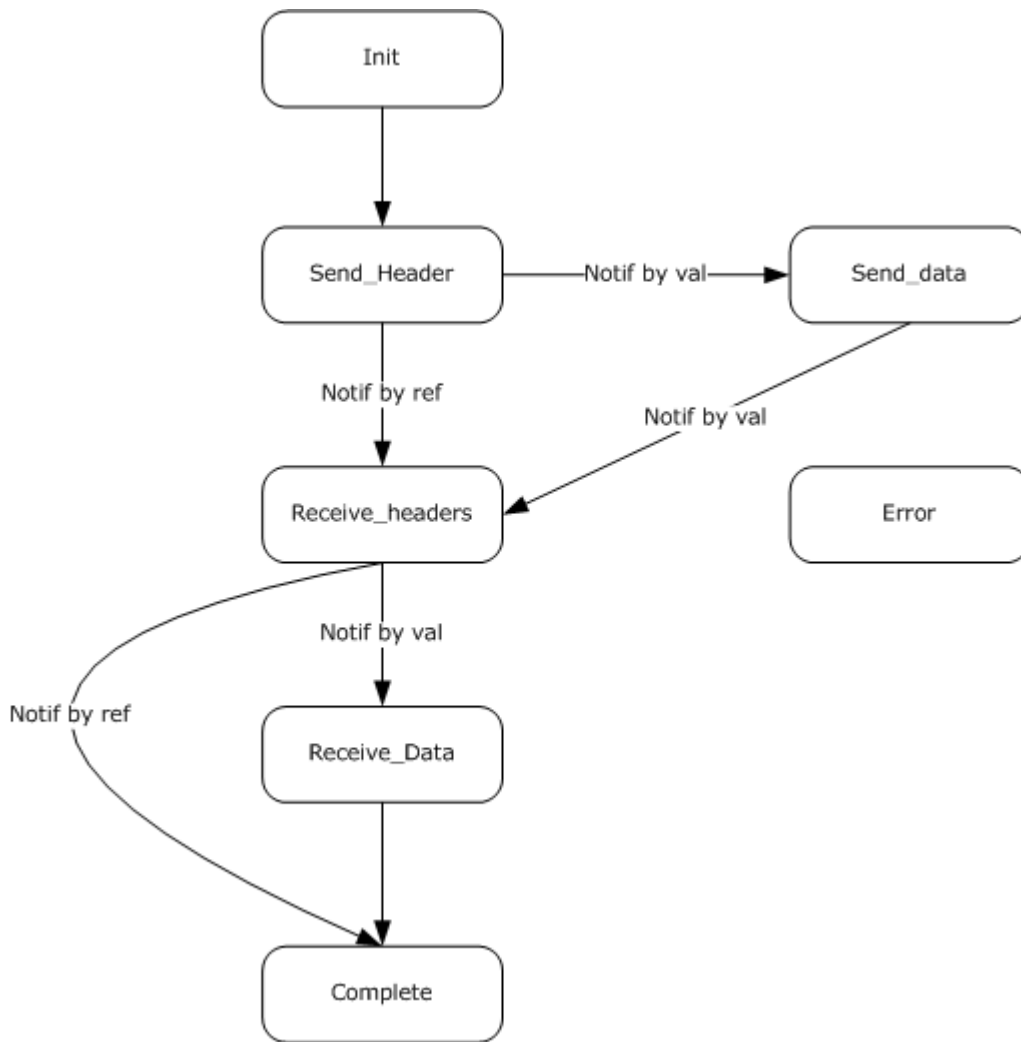 Init
Send_Header
Notif by val
Send_data
Notif by ref
Notif by val
Receive_headers
Error
Notif by val
Notif by ref
Receive_Data
Complete